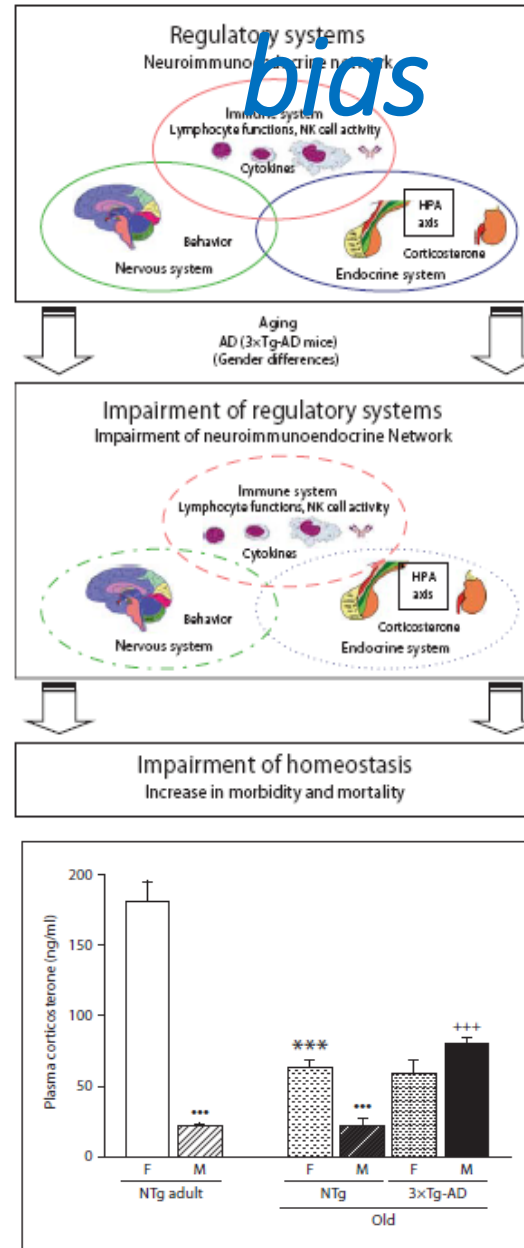 Regulatory systems
Neuroimmunoendocrine network
bias
Immune system
Lymphocyte functions, NK cell activity
Cytokines
HPA
axis
Behavior
Corticosterone
Nervous system
Endocrine system
Aging
AD (3×Tg-AD mice)
(Gender differences)
Impairment of regulatory systems
Impairment of neuroimmunoendocrine Network
Immune system
Lymphocyte functions, NK cell activity
Cytokines
HPA
axis
Behavior
Corticosterone
Nervous system
Endocrine system
Impairment of homeostasis
Increase in morbidity and mortality
Plasma corticosterone (ng/ml)
200
150
100
50
0
•••
***
•••
+++
F M F M F M
NTg adult NTg 3×Tg-AD
Old